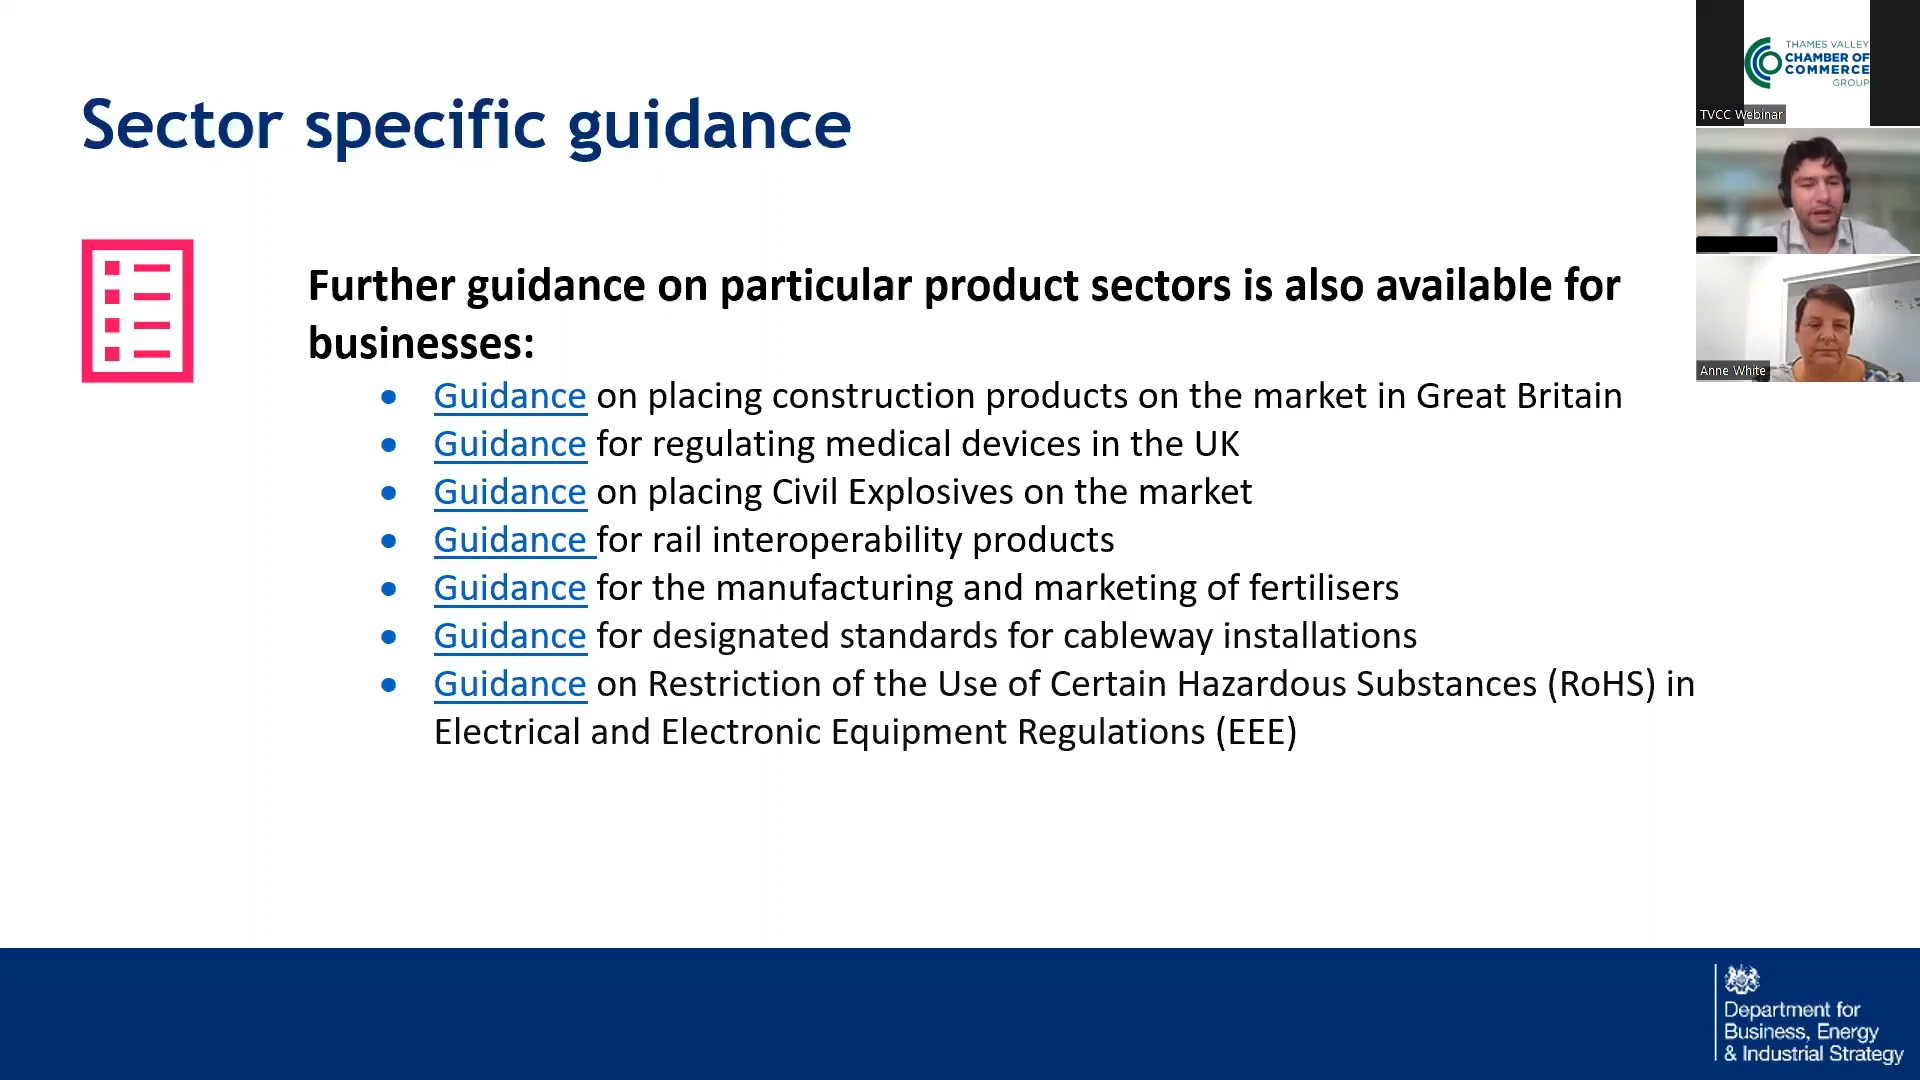 Sector specific guidance
Further guidance on particular product sectors is also available for
businesses:
• Guidance on placing construction products on the market in Great Britain
• Guidance for regulating medical devices in the UK
• Guidance on placing Civil Explosives on the market
• Guidance for rail interoperability products
• Guidance for the manufacturing and marketing of fertilisers
• Guidance for designated standards for cableway installations
• Guidance on Restriction of the Use of Certain Hazardous Substances (RoHS) in
Electrical and Electronic Equipment Regulations (EEE)
THAMES VALLEY
CHAMBER OF
COMMERCE
GROUP
TVCC Webinar
Anne White
Department for
Business, Energy
& Industrial Strategy